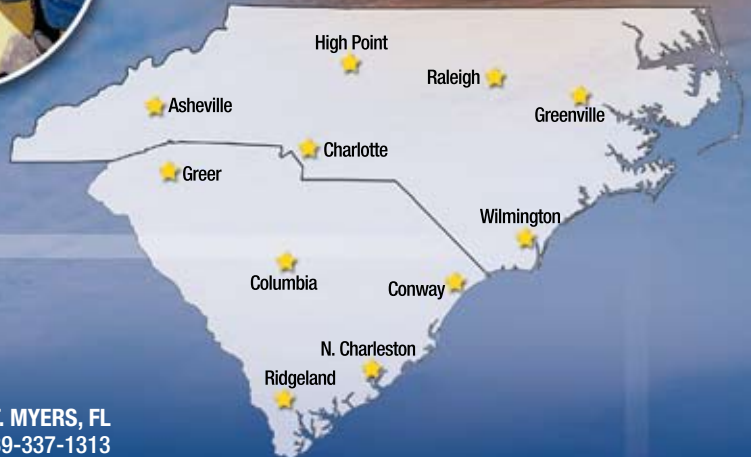 High Point
Raleigh
Asheville
Greenville
Charlotte
Greer
Wilmington
Columbia
Conway
N. Charleston
Ridgeland
MYERS, FL
9-337-1313